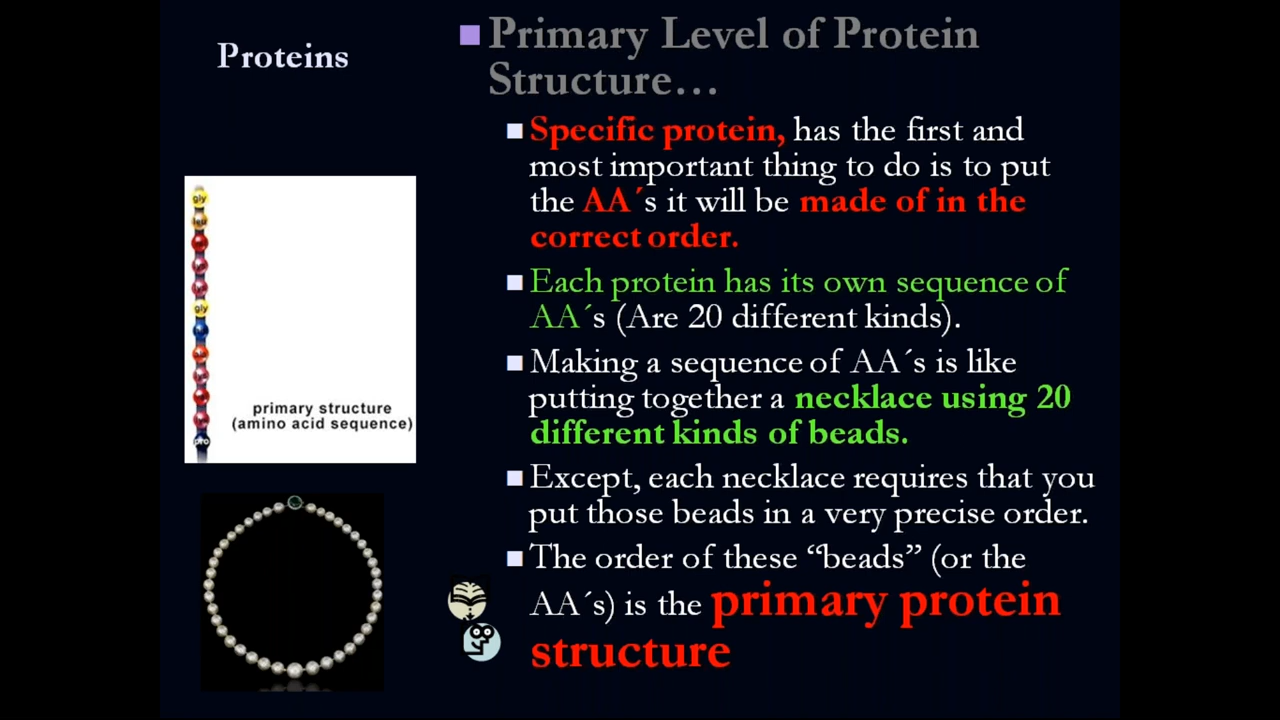 Proteins
Primary Level of Protein
Structure…
Specific protein, has the first and
most important thing to do is to put
the AA´s it will be made of in the
correct order.
Each protein has its own sequence of
AA´s (Are 20 different kinds).
Making a sequence of AA´s is like
putting together a necklace using 20
different kinds of beads.
Except, each necklace requires that you
put those beads in a very precise order.
The order of these “beads” (or the
AA´s) is the primary protein
structure
gly
leu
gly
pro
primary structure
(amino acid sequence)